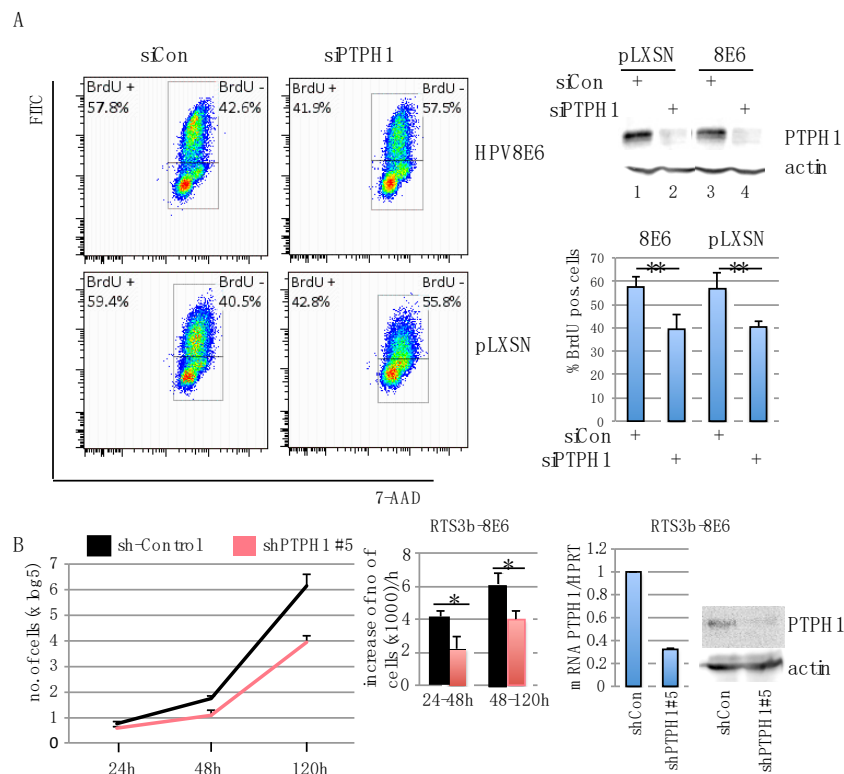 A
siCon siPTPH1
FITC
BrdU + BrdU -
57.8% 42.6%
BrdU + BrdU -
41.9% 57.5%
HPV8E6
BrdU + BrdU -
59.4% 40.5%
BrdU + BrdU -
42.8% 55.8%
pLXSN
7-AAD
pLXSN 8E6
siCon + +
siPTPH1 + +
PTPH1
actin
1 2 3 4
8E6 pLXSN
% BrdU pos. cells
70
60
50
40
30
20
10
0
** **
siCon + +
siPTPH1 + +
B
sh-Control shPTPH1#5
no. of cells (x log5)
7
6
5
4
3
2
1
0
24h 48h 120h
RTS3b-8E6
increase of no of
cells (x1000)/h
8
6
4
2
0
* *
24-48h 48-120h
RTS3b-8E6
mRNA PTPH1/HPRT
1.2
1
0.8
0.6
0.4
0.2
0
shCon
shPTPH1#5
PTPH1
actin
shCon
shPTPH1#5